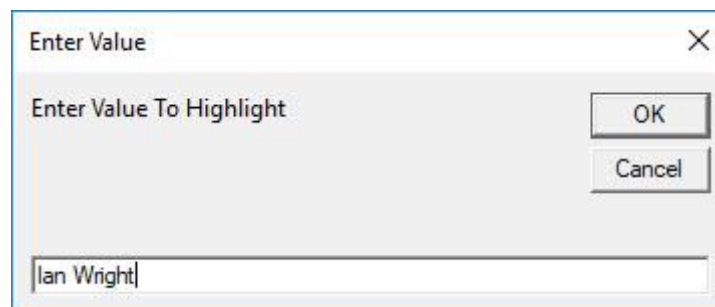 Enter Value
Enter Value To Highlight
OK
Cancel
Ian Wright